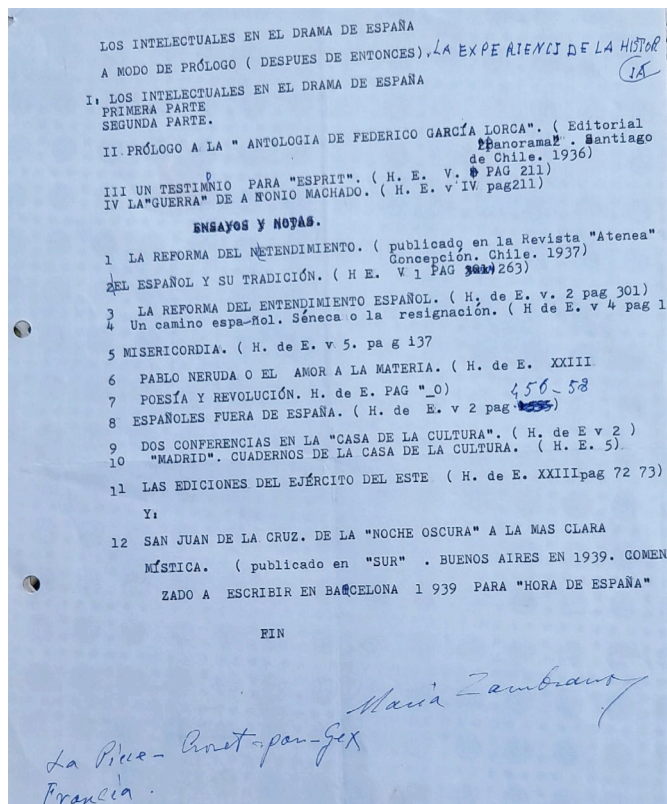 LOS INTELECTUALES EN EL DRAMA DE ESPAÑA
A MODO DE PRÓLOGO ( DESPUES DE ENTONCES), LA EXPERIENCI DE LA HISTOR
I: LOS INTELECTUALES EN EL DRAMA DE ESPAÑA
PRIMERA PARTE
SEGUNDA PARTE.
II PRÓLOGO A LA " ANTOLOGIA DE FEDERICO GARCÍA LORCA". ( Editorial
Panorama". Santiago
de Chile. 1936)
III UN TESTIMONIO PARA "ESPRIT". ( H. E. V. PAG 211)
IV LA"GUERRA" DE ANTONIO MACHADO. ( H. E. v IV pag211)
ENSAYOS Y NOTAS.
1 LA REFORMA DEL NETENDIMIENTO. ( publicado en la Revista "Atenea"
Concepción. Chile. 1937)
2 EL ESPAÑOL Y SU TRADICIÓN. ( H E. V 1 PAG 263)
3 LA REFORMA DEL ENTENDIMIENTO ESPAÑOL. ( H. de E. v. 2 pag 301)
4 Un camino espa-ñol. Séneca o la resignación. ( H de E. v 4 pag 1
5 MISERICORDIA. ( H. de E. v 5. pa g i37
6 PABLO NERUDA O EL AMOR A LA MATERIA. ( H. de E. XXIII
7 POESÍA Y REVOLUCIÓN. H. de E. PAG "_0)
456-58
8 ESPAÑOLES FUERA DE ESPAÑA. ( H. de E. v 2 pag )
9 DOS CONFERENCIAS EN LA "CASA DE LA CULTURA". ( H. de E v 2 )
10 "MADRID". CUADERNOS DE LA CASA DE LA CULTURA. ( H. E. 5).
11 LAS EDICIONES DEL EJÉRCITO DEL ESTE ( H. de E. XXIIIpag 72 73)
Y:
12 SAN JUAN DE LA CRUZ. DE LA "NOCHE OSCURA" A LA MAS CLARA
MÍSTICA. ( publicado en "SUR" . BUENOS AIRES EN 1939. COMEN
ZADO A ESCRIBIR EN BARCELONA 1 939 PARA "HORA DE ESPAÑA"
FIN
María Zambrano
La Pièce - Crozet-par-Gex
Francia.